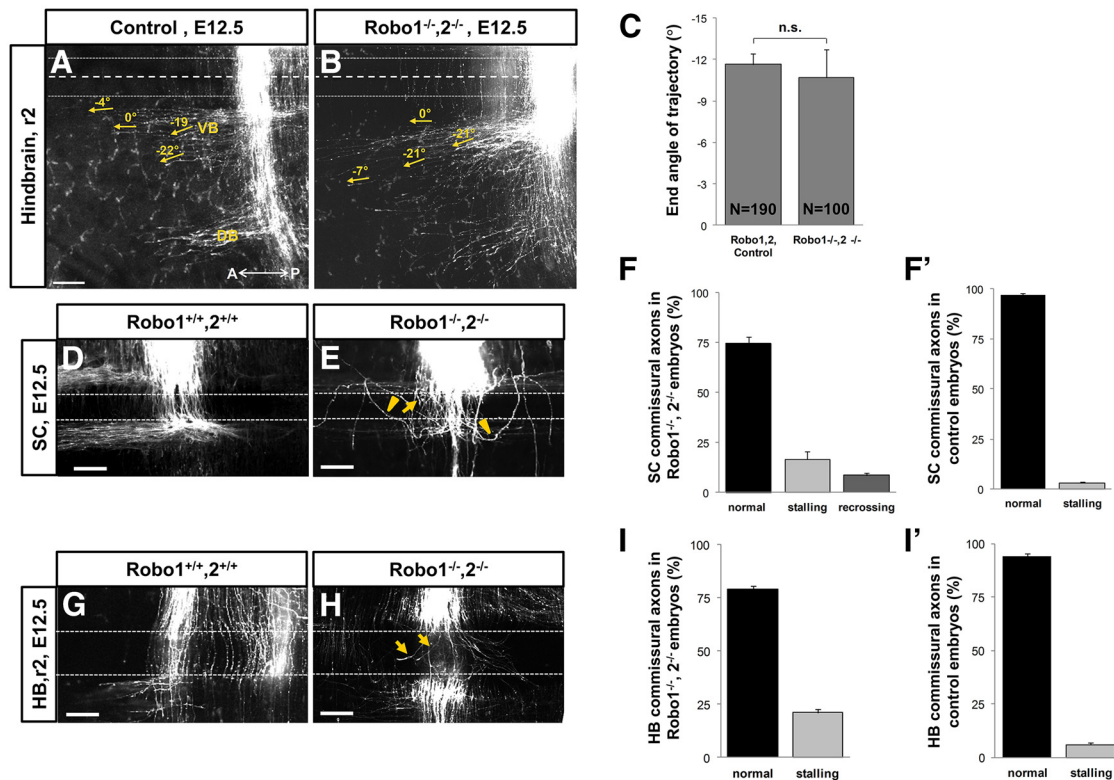 Control , E12.5
Robo1-/-,2-/- , E12.5
Hindbrain, r2
A
-4°
0°
-19
VB
-22°
DB
A P
B
0°
-21°
-21°
-7°
C
End angle of trajectory (°)
-15
-12
-9
-6
-3
0
n.s.
N=190
N=100
Robo1,2,
Control
Robo1-/-,2 -/-
Robo1+/+,2+/+
Robo1-/-,2-/-
SC, E12.5
D
E
F
SC commissural axons in
Robo1-/-, 2-/- embryos (%)
100
75
50
25
0
normal
stalling
recrossing
F’
SC commissural axons in
control embryos (%)
100
75
50
25
0
normal
stalling
Robo1+/+,2+/+
Robo1-/-,2-/-
HB,r2, E12.5
G
H
I
HB commissural axons in
Robo1-/-, 2-/- embryos (%)
100
75
50
25
0
normal
stalling
I’
HB commissural axons in
control embryos (%)
100
75
50
25
0
normal
stalling